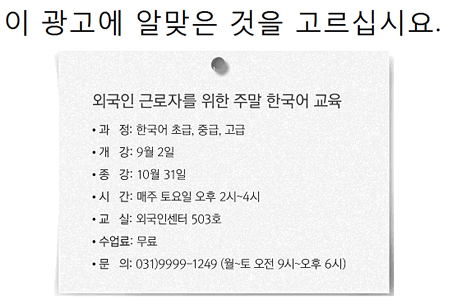 이 광고에 알맞은 것을 고르십시요.
외국인 근로자를 위한 주말 한국어 교육
• 과 정: 한국어 초급, 중급, 고급
• 개 강: 9월 2일
• 종 강: 10월 31일
• 시 간: 매주 토요일 오후 2시~4시
• 교 실: 외국인센터 503호
• 수업료: 무료
• 문 의: 031)9999-1249 (월~토 오전 9시~오후 6시)